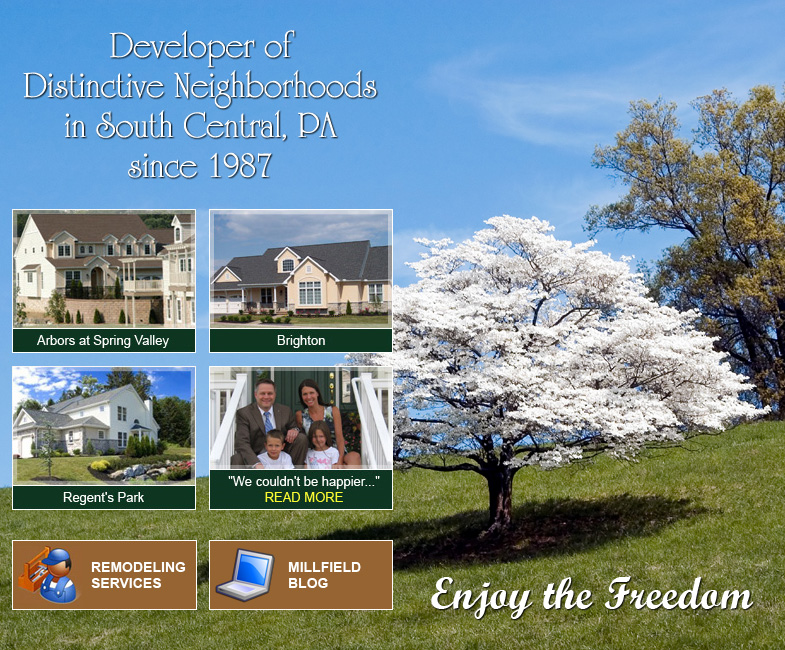 Developer of
Distinctive Neighborhoods
in South Central, PA
since 1987
Arbors at Spring Valley
Brighton
Regent's Park
"We couldn't be happier..."
READ MORE
REMODELING
SERVICES
MILLFIELD
BLOG
Enjoy the Freedom